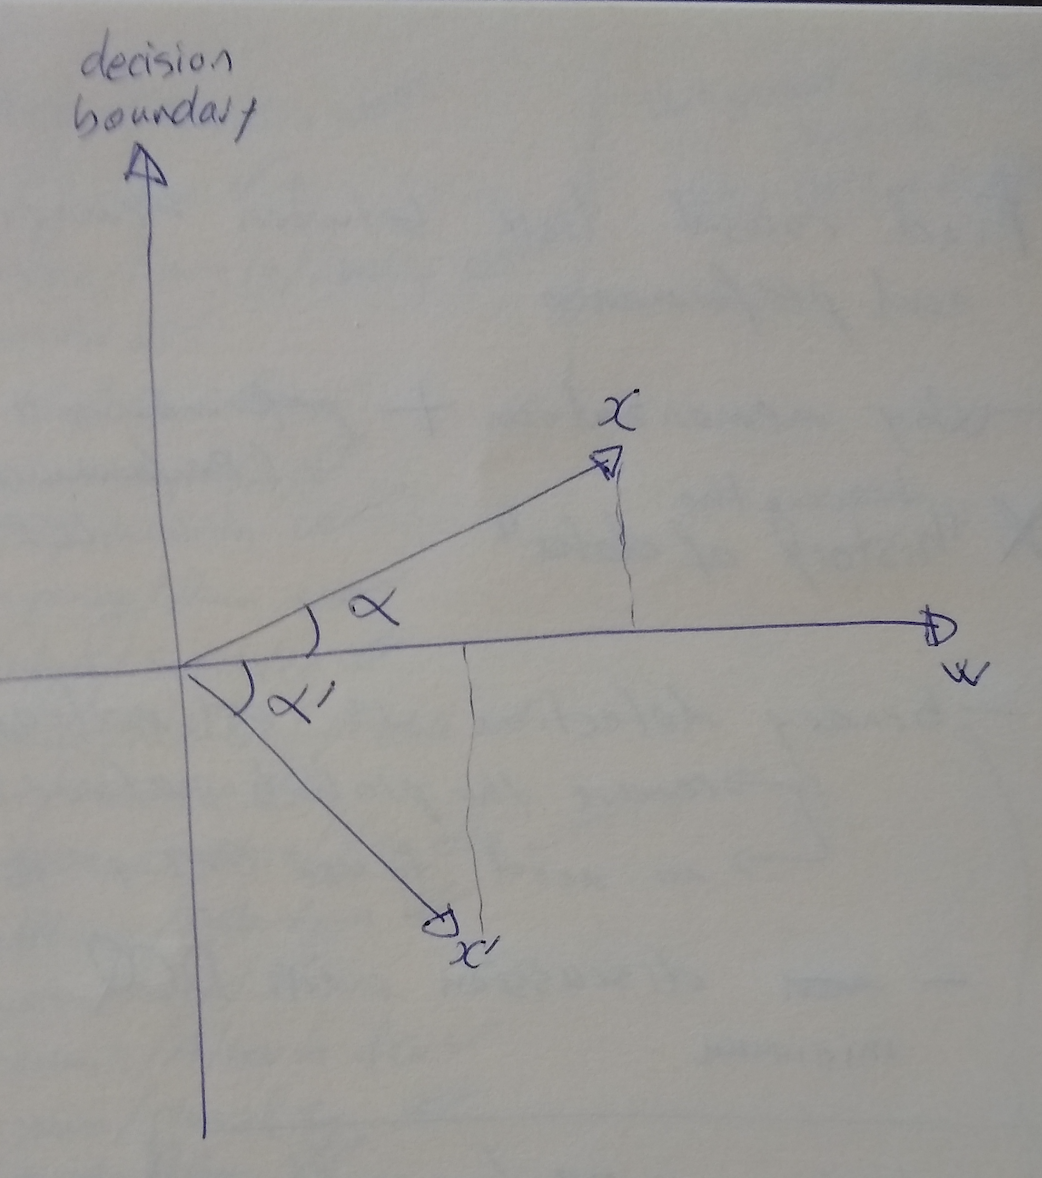 decision
boundary
x
α
w
α'
x'